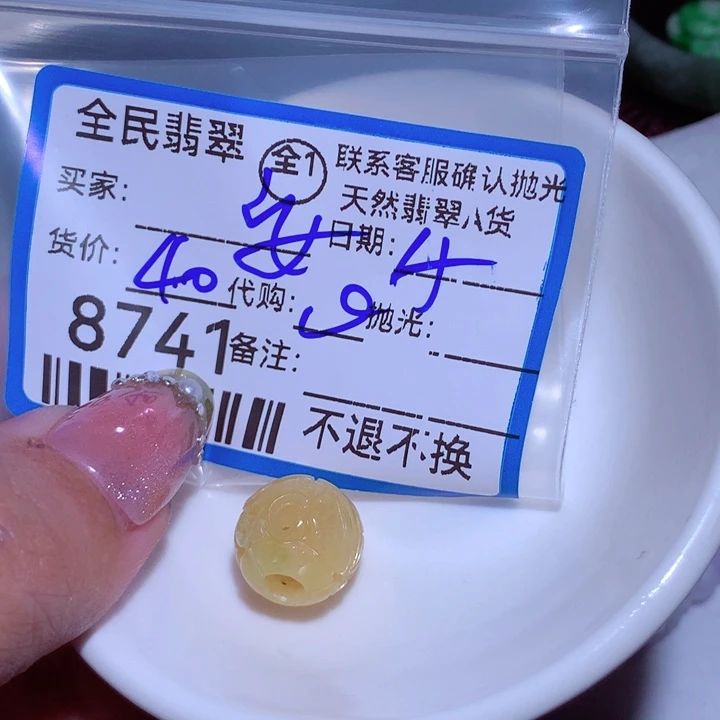 全民翡翠 全1 联系客服确认抛光
天然翡翠A货
买家:
日期:
货价: 40 代购: 抛光:
8741 备注:
不退不换